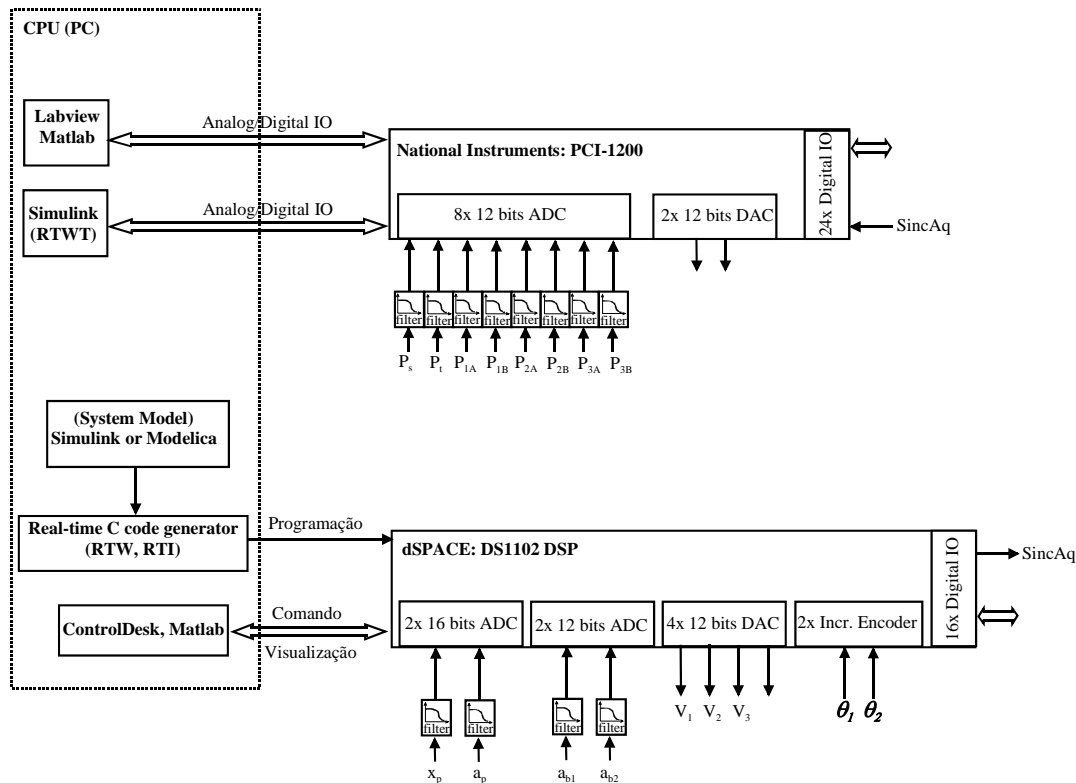 CPU (PC)
Labview
Matlab
Analog/Digital IO
National Instruments: PCI-1200
24x Digital IO
8x 12 bits ADC
2x 12 bits DAC
Simulink
(RTWT)
Analog/Digital IO
SincAq
filter filter filter filter filter filter filter filter
Ps Pt P1A P1B P2A P2B P3A P3B
(System Model)
Simulink or Modelica
Real-time C code generator
(RTW, RTI)
Programação
dSPACE: DS1102 DSP
16x Digital IO
SincAq
ControlDesk, Matlab
Comando
Visualização
2x 16 bits ADC
2x 12 bits ADC
4x 12 bits DAC
2x Incr. Encoder
filter filter filter filter
V1 V2 V3
θ1 θ2
xp ap ab1 ab2